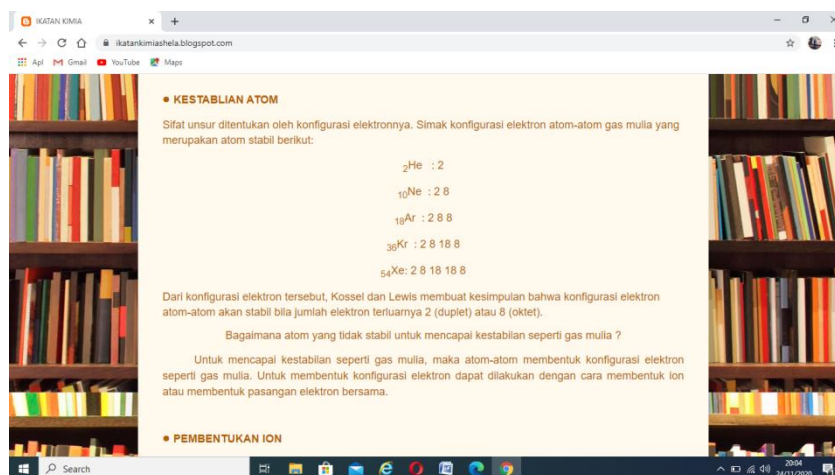 IKATAN KIMIA
ikatankimiashela.blogspot.com
Apl Gmail YouTube Maps
• KESTABLIAN ATOM
Sifat unsur ditentukan oleh konfigurasi elektronnya. Simak konfigurasi elektron atom-atom gas mulia yang
merupakan atom stabil berikut:
₂He : 2
₁₀Ne : 2 8
₁₈Ar : 2 8 8
₃₆Kr : 2 8 18 8
₅₄Xe: 2 8 18 18 8
Dari konfigurasi elektron tersebut, Kossel dan Lewis membuat kesimpulan bahwa konfigurasi elektron
atom-atom akan stabil bila jumlah elektron terluarnya 2 (duplet) atau 8 (oktet).
Bagaimana atom yang tidak stabil untuk mencapai kestabilan seperti gas mulia ?
Untuk mencapai kestabilan seperti gas mulia, maka atom-atom membentuk konfigurasi elektron
seperti gas mulia. Untuk membentuk konfigurasi elektron dapat dilakukan dengan cara membentuk ion
atau membentuk pasangan elektron bersama.
• PEMBENTUKAN ION
Search
20:04
24/11/2020